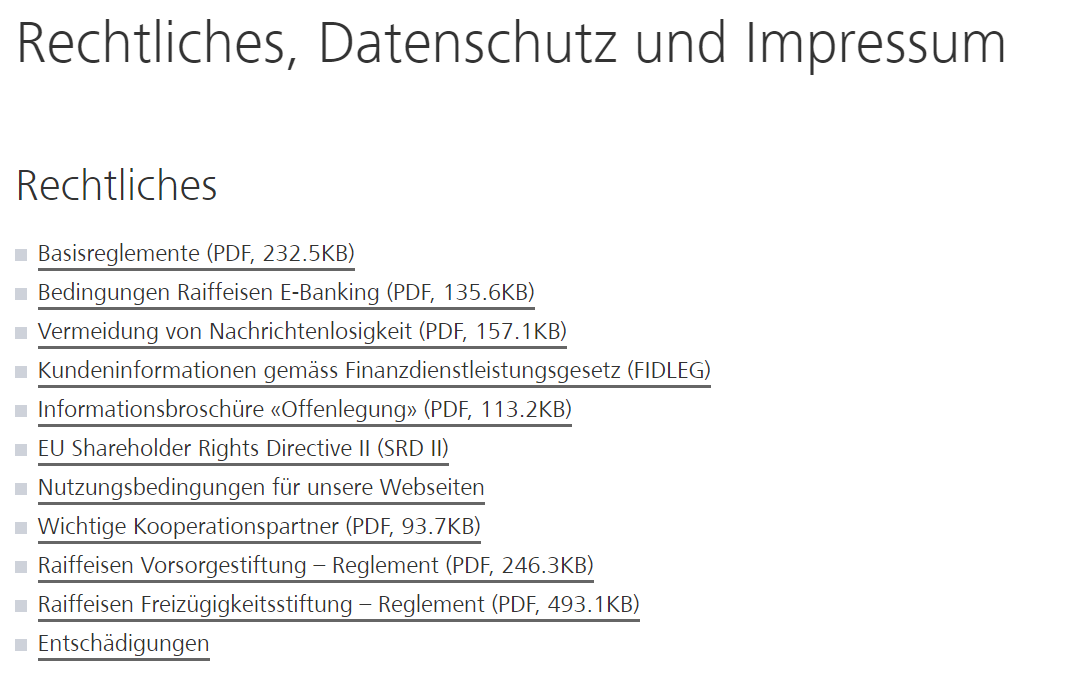 Rechtliches, Datenschutz und Impressum
Rechtliches
Basisreglemente (PDF, 232.5KB)
Bedingungen Raiffeisen E-Banking (PDF, 135.6KB)
Vermeidung von Nachrichtenlosigkeit (PDF, 157.1KB)
Kundeninformationen gemäss Finanzdienstleistungsgesetz (FIDLEG)
Informationsbroschüre «Offenlegung» (PDF, 113.2KB)
EU Shareholder Rights Directive II (SRD II)
Nutzungsbedingungen für unsere Webseiten
Wichtige Kooperationspartner (PDF, 93.7KB)
Raiffeisen Vorsorgestiftung – Reglement (PDF, 246.3KB)
Raiffeisen Freizügigkeitsstiftung – Reglement (PDF, 493.1KB)
Entschädigungen